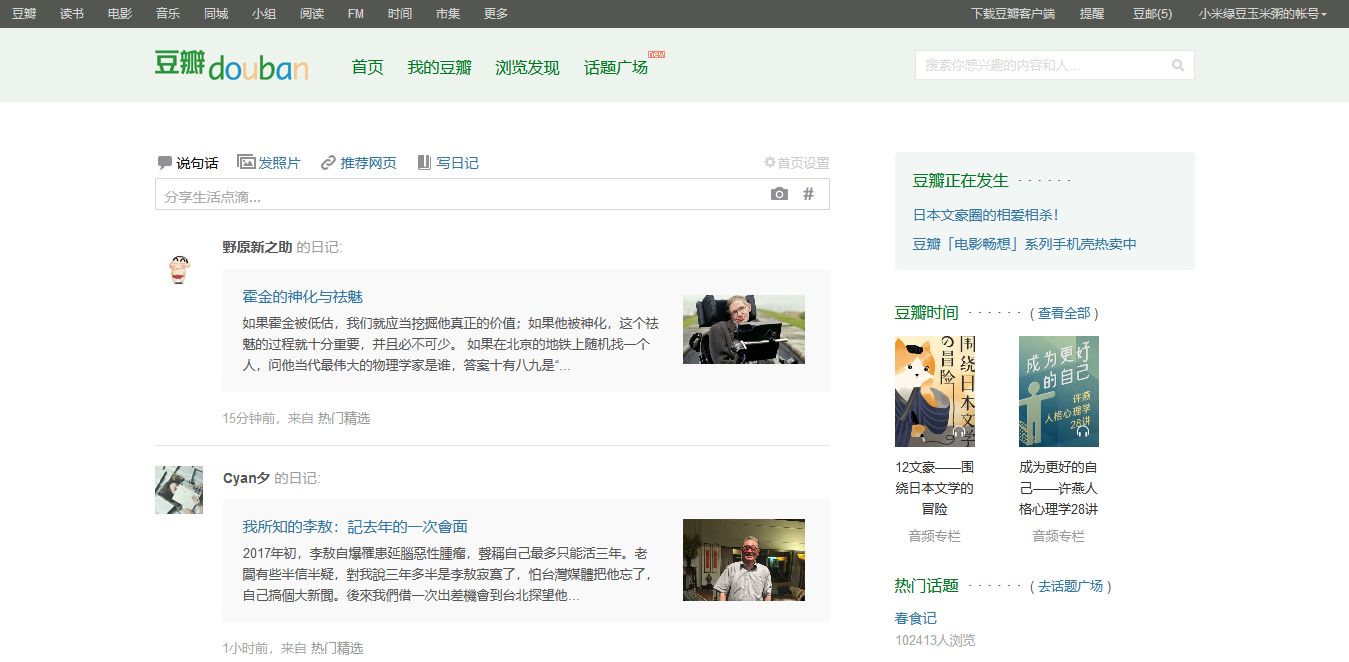 豆瓣 读书 电影 音乐 同城 小组 阅读 FM 时间 市集 更多 下载豆瓣客户端 提醒 豆邮(5) 小米绿豆玉米粥的帐号
豆瓣douban 首页 我的豆瓣 浏览发现 话题广场 new 搜索你感兴趣的内容和人...
说句话 发照片 推荐网页 写日记 首页设置
分享生活点滴... #
野原新之助 的日记:
霍金的神化与祛魅
如果霍金被低估，我们就应当挖掘他真正的价值；如果他被神化，这个祛
魅的过程就十分重要，并且必不可少。 如果在北京的地铁上随机找一个
人，问他当代最伟大的物理学家是谁，答案十有八九是“...
15分钟前，来自 热门精选
Cyan夕 的日记:
我所知的李敖：記去年的一次會面
2017年初，李敖自爆罹患延腦惡性腫瘤，聲稱自己最多只能活三年。老
闆有些半信半疑，對我說三年多半是李敖寂寞了，怕台灣媒體把他忘了，
自己搞個大新聞。後來我們借一次出差機會到台北探望他...
1小时前，来自 热门精选
豆瓣正在发生 · · · · · ·
日本文豪圈的相爱相杀！
豆瓣「电影畅想」系列手机壳热卖中
豆瓣时间 · · · · · · ( 查看全部 )
围绕日本文学
的冒险
成为更好
的自己
许燕
人格心理学
28讲
12文豪——围
绕日本文学的
冒险
音频专栏
成为更好的自
己——许燕人
格心理学28讲
音频专栏
热门话题 · · · · · · ( 去话题广场 )
春食记
102413人浏览